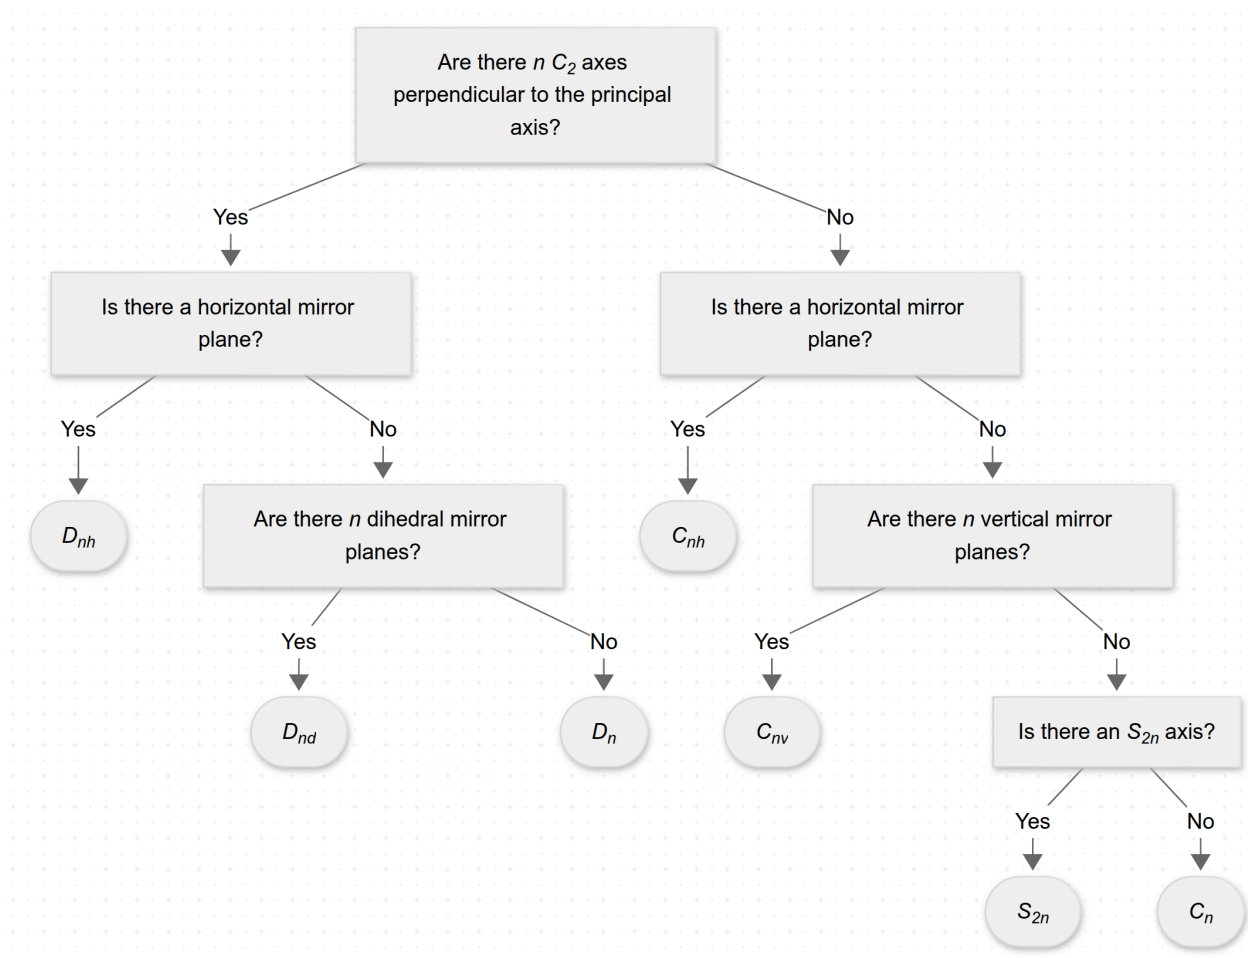 Are there n C₂ axes
perpendicular to the principal
axis?
Yes
No
Is there a horizontal mirror
plane?
Is there a horizontal mirror
plane?
Yes
No
Yes
No
Dₙₕ
Are there n dihedral mirror
planes?
Cₙₕ
Are there n vertical mirror
planes?
Yes
No
Yes
No
Dnd
Dₙ
Cₙᵥ
Is there an S₂ₙ axis?
Yes
No
S₂ₙ
Cₙ